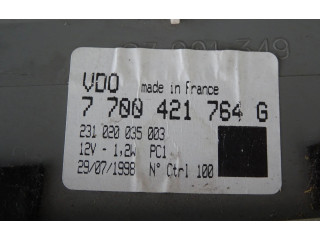 VDO made in France
7 700 421 764 G
231 020 035 003
12V - 1,2W PC1
29/07/1998 N° Ctrl 100